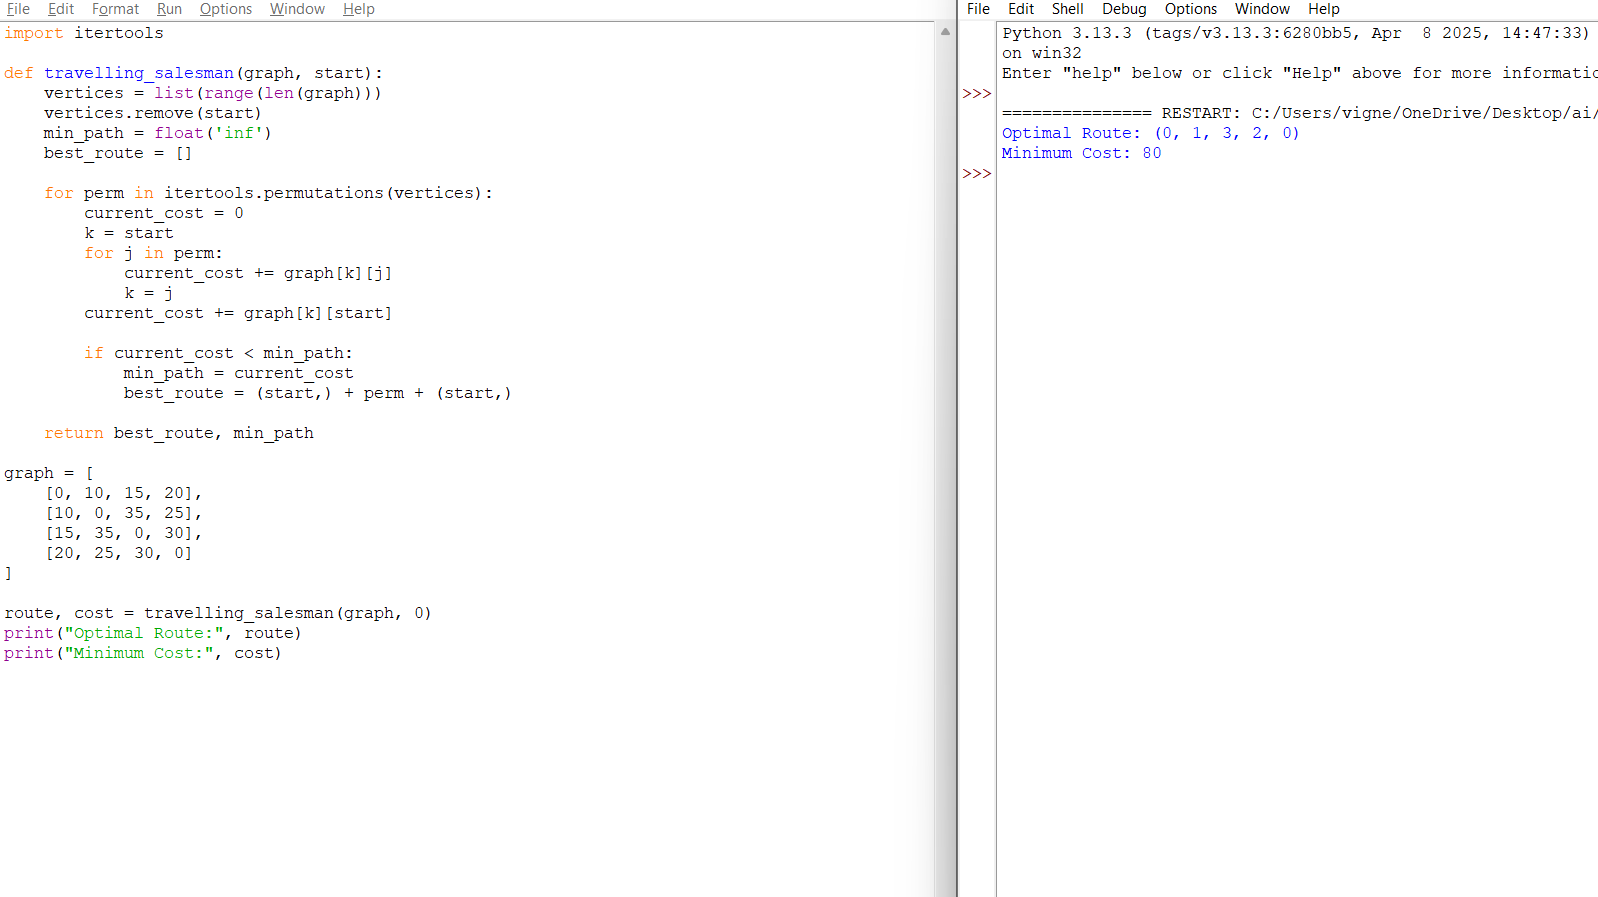 File Edit Format Run Options Window Help
import itertools
def travelling_salesman(graph, start):
    vertices = list(range(len(graph)))
    vertices.remove(start)
    min_path = float('inf')
    best_route = []
    for perm in itertools.permutations(vertices):
        current_cost = 0
        k = start
        for j in perm:
            current_cost += graph[k][j]
            k = j
        current_cost += graph[k][start]
        if current_cost < min_path:
            min_path = current_cost
            best_route = (start,) + perm + (start,)
    return best_route, min_path
graph = [
    [0, 10, 15, 20],
    [10, 0, 35, 25],
    [15, 35, 0, 30],
    [20, 25, 30, 0]
]
route, cost = travelling_salesman(graph, 0)
print("Optimal Route:", route)
print("Minimum Cost:", cost)
File Edit Shell Debug Options Window Help
Python 3.13.3 (tags/v3.13.3:6280bb5, Apr  8 2025, 14:47:33)
on win32
Enter "help" below or click "Help" above for more informatio
>>>
=============== RESTART: C:/Users/vigne/OneDrive/Desktop/ai/
Optimal Route: (0, 1, 3, 2, 0)
Minimum Cost: 80
>>>